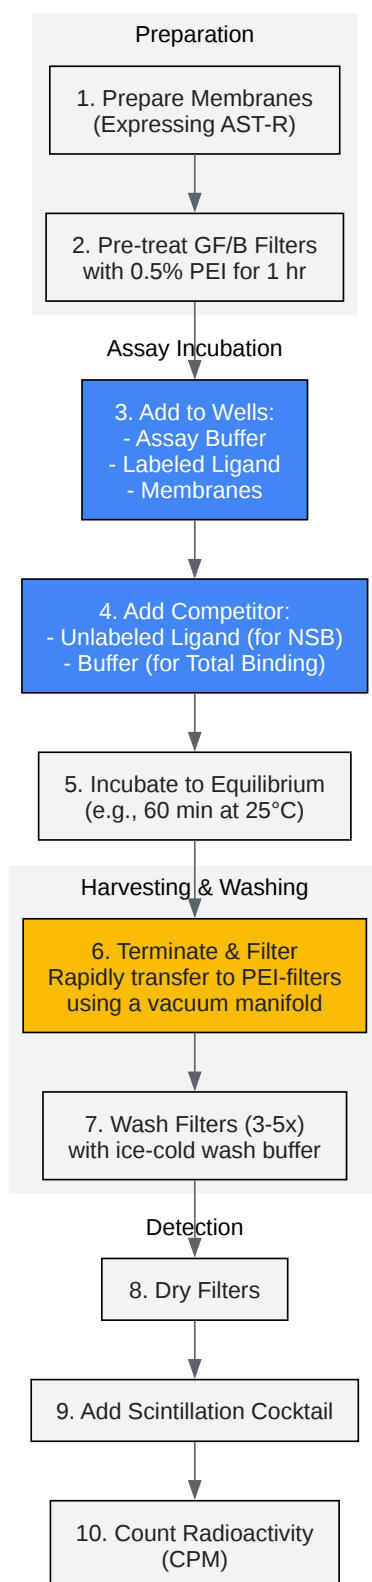 Preparation
1. Prepare Membranes
(Expressing AST-R)
2. Pre-treat GF/B Filters
with 0.5% PEI for 1 hr
Assay Incubation
3. Add to Wells:
- Assay Buffer
- Labeled Ligand
- Membranes
4. Add Competitor:
- Unlabeled Ligand (for NSB)
- Buffer (for Total Binding)
5. Incubate to Equilibrium
(e.g., 60 min at 25°C)
Harvesting & Washing
6. Terminate & Filter
Rapidly transfer to PEI-filters
using a vacuum manifold
7. Wash Filters (3-5x)
with ice-cold wash buffer
Detection
8. Dry Filters
9. Add Scintillation Cocktail
10. Count Radioactivity
(CPM)